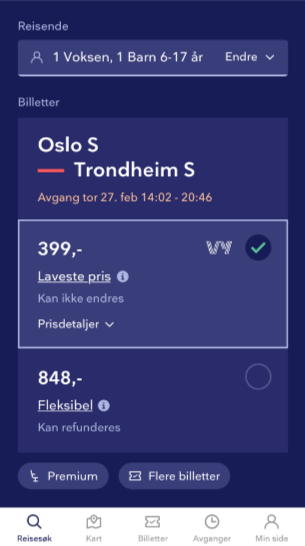 Reisende
1 Voksen, 1 Barn 6-17 år Endre
Billetter
Oslo S
Trondheim S
Avgang tor 27. feb 14:02 - 20:46
399,- VY
Laveste pris
Kan ikke endres
Prisdetaljer
848,-
Fleksibel
Kan refunderes
Premium Flere billetter
Reisesøk Kart Billetter Avganger Min side